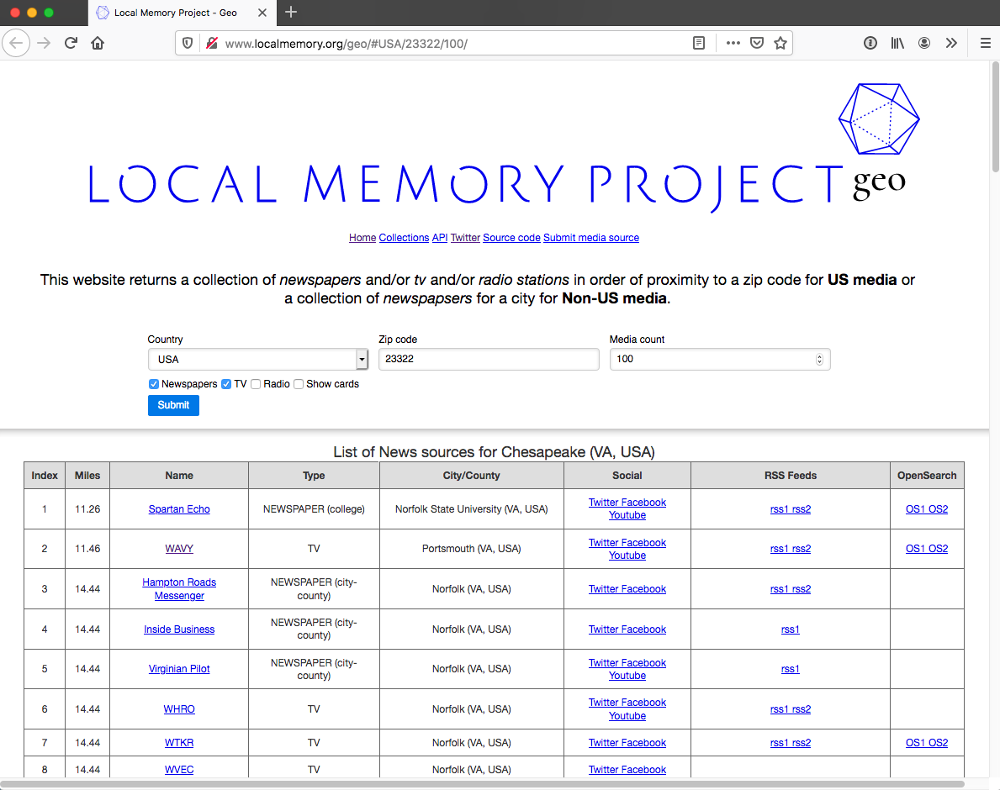 Local Memory Project - Geo
www.localmemory.org/geo/#USA/23322/100/
LOCAL MEMORY PROJECT geo
Home Collections API Twitter Source code Submit media source
This website returns a collection of newspapers and/or tv and/or radio stations in order of proximity to a zip code for US media or
a collection of newspapsers for a city for Non-US media.
Country Zip code Media count
USA 23322 100
Newspapers TV Radio Show cards
Submit
List of News sources for Chesapeake (VA, USA)
Index Miles Name Type City/County Social RSS Feeds OpenSearch
1 11.26 Spartan Echo NEWSPAPER (college) Norfolk State University (VA, USA) Twitter Facebook
Youtube rss1 rss2 OS1 OS2
2 11.46 WAVY TV Portsmouth (VA, USA) Twitter Facebook
Youtube rss1 rss2 OS1 OS2
3 14.44 Hampton Roads
Messenger NEWSPAPER (city-
county) Norfolk (VA, USA) Twitter Facebook rss1 rss2
4 14.44 Inside Business NEWSPAPER (city-
county) Norfolk (VA, USA) Twitter Facebook rss1
5 14.44 Virginian Pilot NEWSPAPER (city-
county) Norfolk (VA, USA) Twitter Facebook
Youtube rss1
6 14.44 WHRO TV Norfolk (VA, USA) Twitter Facebook
Youtube rss1 rss2
7 14.44 WTKR TV Norfolk (VA, USA) Twitter Facebook rss1 rss2 OS1 OS2
8 14.44 WVEC TV Norfolk (VA, USA) Twitter Facebook